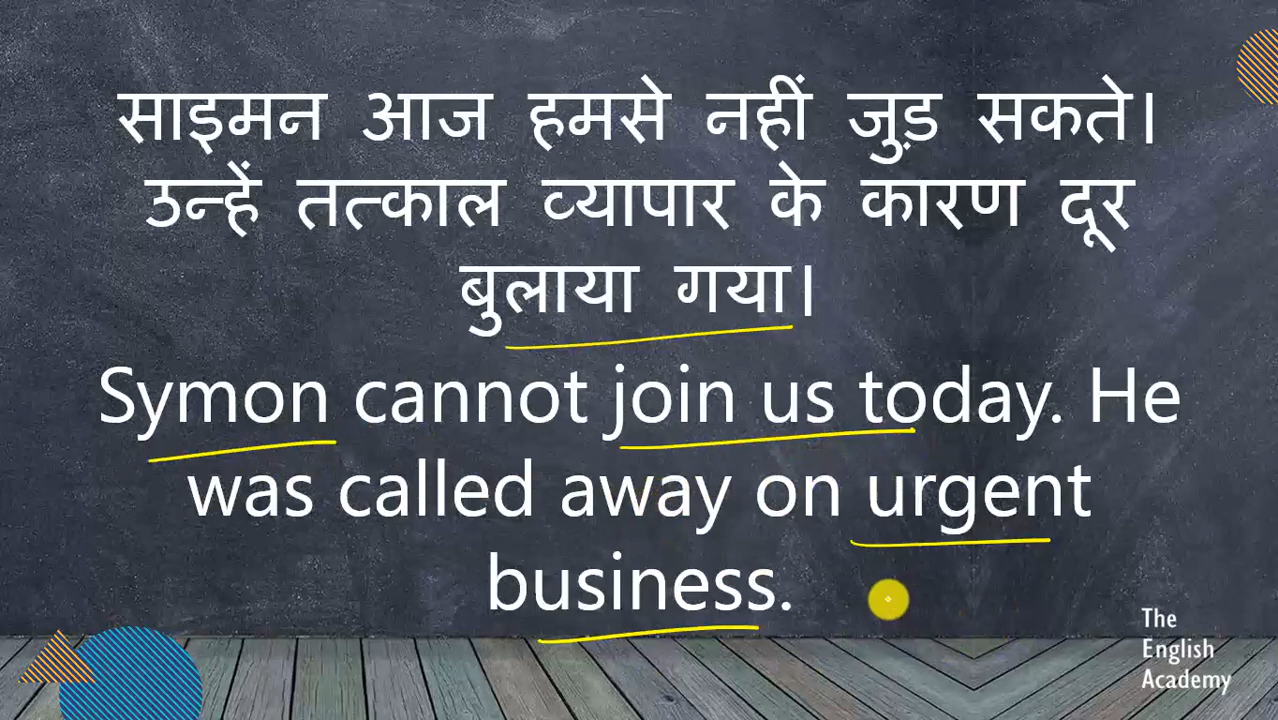 साइमन आज हमसे नहीं जुड़ सकते।
उन्हें तत्काल व्यापार के कारण दूर
बुलाया गया।
Symon cannot join us today. He
was called away on urgent
business.
The
English
Academy